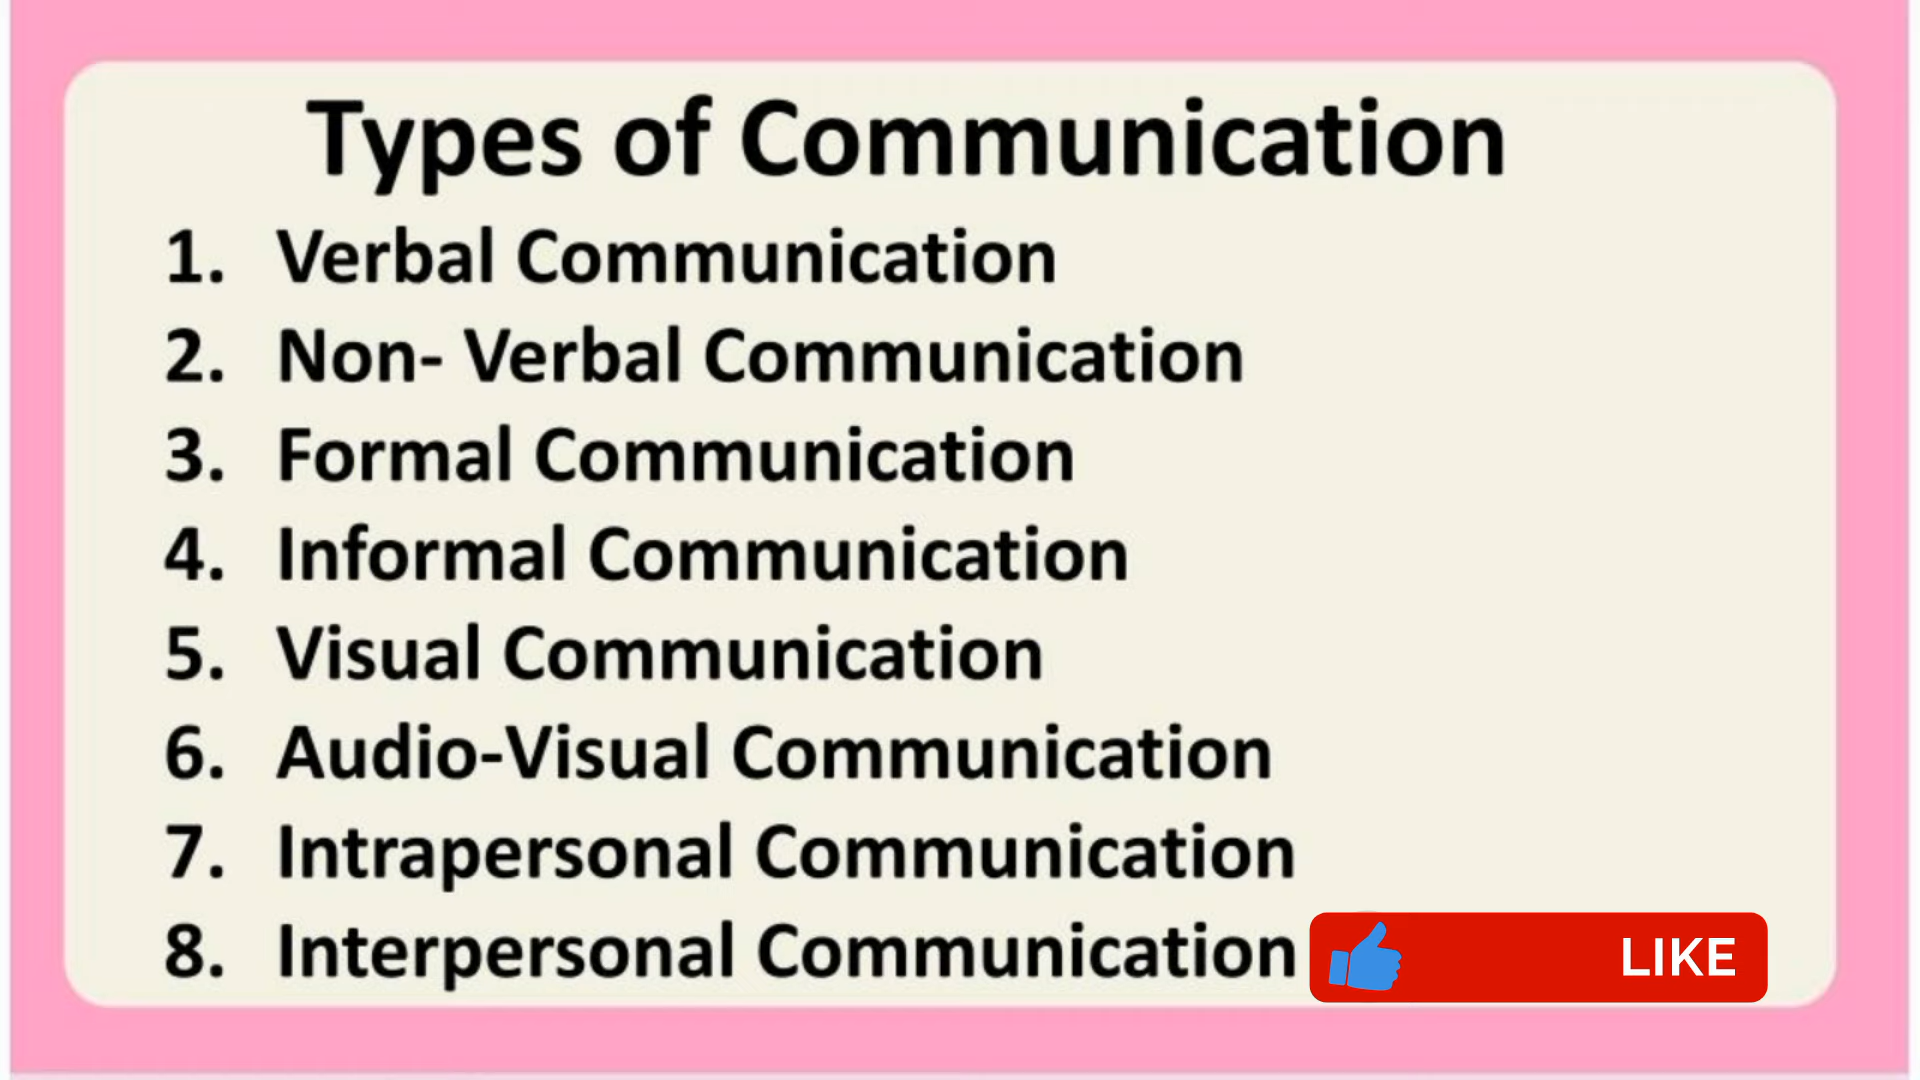 Types of Communication
1. Verbal Communication
2. Non- Verbal Communication
3. Formal Communication
4. Informal Communication
5. Visual Communication
6. Audio-Visual Communication
7. Intrapersonal Communication
8. Interpersonal Communication
LIKE